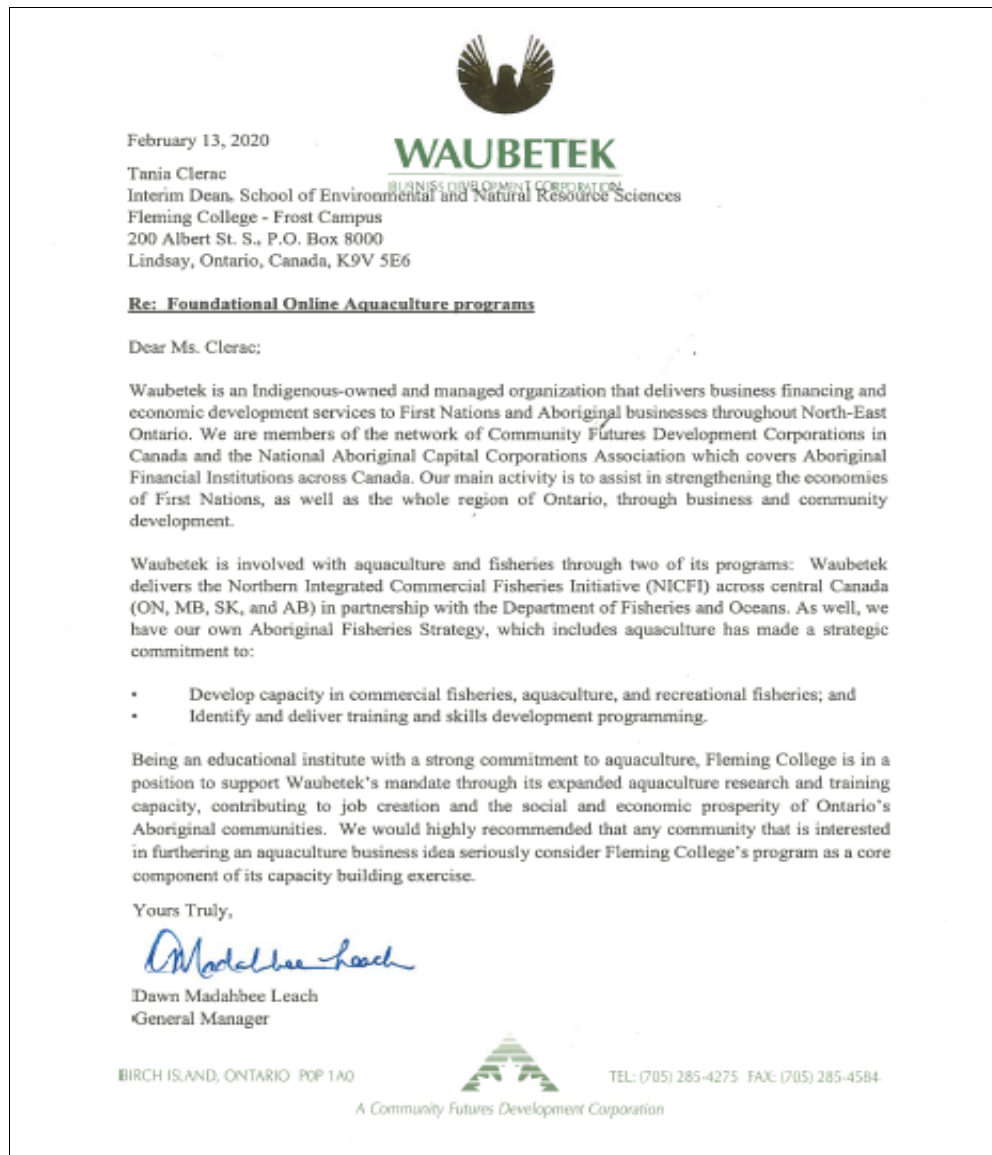 February 13, 2020
WAUBETEK
BUSINESS DEVELOPMENT CORPORATION
Tania Clerac
Interim Dean, School of Environmental and Natural Resource Sciences
Fleming College - Frost Campus
200 Albert St. S., P.O. Box 8000
Lindsay, Ontario, Canada, K9V 5E6
Re: Foundational Online Aquaculture programs
Dear Ms. Clerac;
Waubetek is an Indigenous-owned and managed organization that delivers business financing and
economic development services to First Nations and Aboriginal businesses throughout North-East
Ontario. We are members of the network of Community Futures Development Corporations in
Canada and the National Aboriginal Capital Corporations Association which covers Aboriginal
Financial Institutions across Canada. Our main activity is to assist in strengthening the economies
of First Nations, as well as the whole region of Ontario, through business and community
development.
Waubetek is involved with aquaculture and fisheries through two of its programs: Waubetek
delivers the Northern Integrated Commercial Fisheries Initiative (NICFI) across central Canada
(ON, MB, SK, and AB) in partnership with the Department of Fisheries and Oceans. As well, we
have our own Aboriginal Fisheries Strategy, which includes aquaculture has made a strategic
commitment to:
• Develop capacity in commercial fisheries, aquaculture, and recreational fisheries; and
• Identify and deliver training and skills development programming.
Being an educational institute with a strong commitment to aquaculture, Fleming College is in a
position to support Waubetek's mandate through its expanded aquaculture research and training
capacity, contributing to job creation and the social and economic prosperity of Ontario's
Aboriginal communities. We would highly recommended that any community that is interested
in furthering an aquaculture business idea seriously consider Fleming College's program as a core
component of its capacity building exercise.
Yours Truly,
DMadahbee Leach
Dawn Madahbee Leach
General Manager
BIRCH ISLAND, ONTARIO P0P 1A0
TEL: (705) 285-4275 FAX: (705) 285-4584
A Community Futures Development Corporation